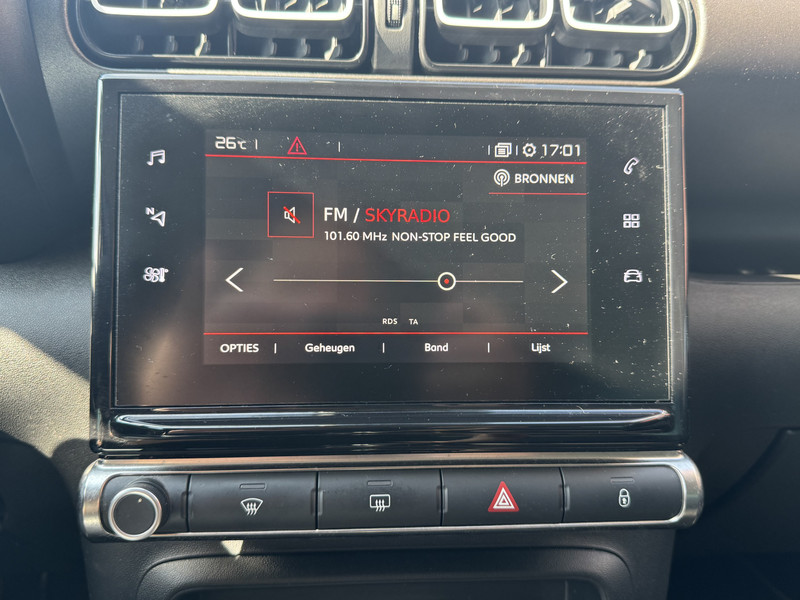 26°C
17:01
BRONNEN
FM / SKYRADIO
101.60 MHz NON-STOP FEEL GOOD
RDS TA
OPTIES | Geheugen | Band | Lijst
N